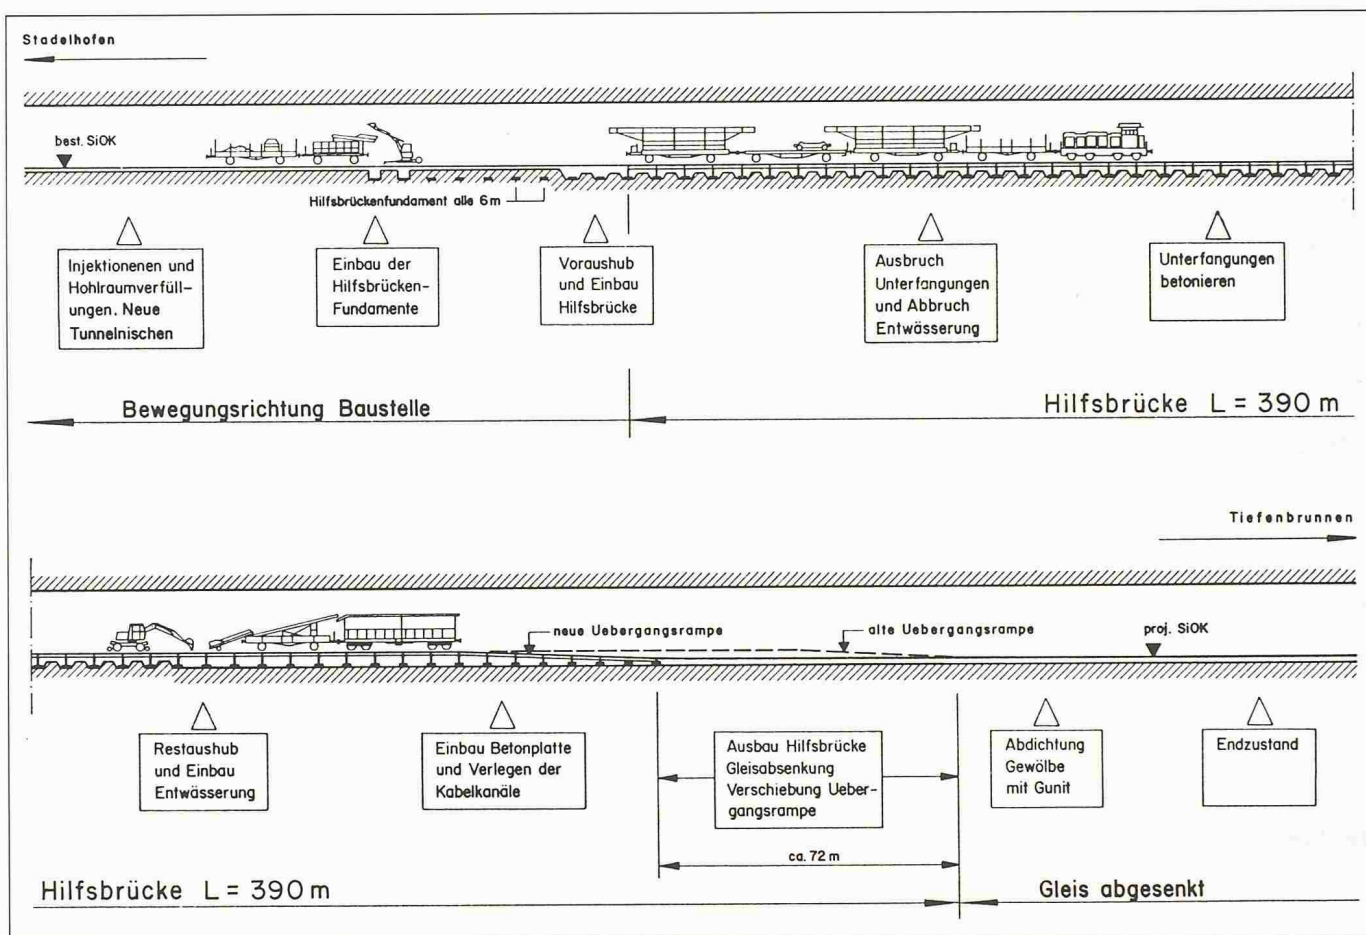 Stadelhofen
best. SiOK
Hilfsbrückenfundament alle 6m
Injektionenen und
Hohlraumverfüll-
ungen. Neue
Tunnelnischen
Einbau der
Hilfsbrücken-
Fundamente
Voraushub
und Einbau
Hilfsbrücke
Ausbruch
Unterfangungen
und Abbruch
Entwässerung
Unterfangungen
betonieren
Bewegungsrichtung Baustelle
Hilfsbrücke L = 390 m
Tiefenbrunnen
neue Uebergangsrampe
alte Uebergangsrampe
proj. SiOK
Restaushub
und Einbau
Entwässerung
Einbau Betonplatte
und Verlegen der
Kabelkanäle
Ausbau Hilfsbrücke
Gleisabsenkung
Verschiebung Ueber-
gangsrampe
Abdichtung
Gewölbe
mit Gunit
Endzustand
ca. 72 m
Hilfsbrücke L = 390 m
Gleis abgesenkt